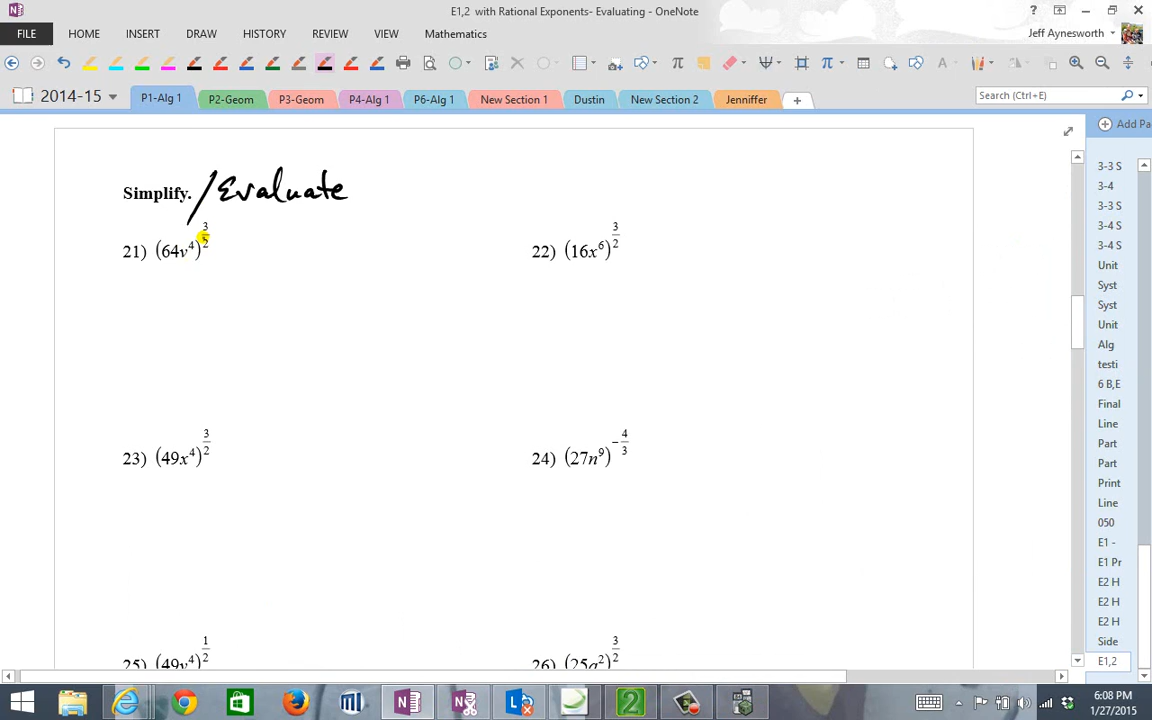 E1,2 with Rational Exponents- Evaluating - OneNote
FILE HOME INSERT DRAW HISTORY REVIEW VIEW Mathematics Jeff Aynesworth
2014-15 P1-Alg 1 P2-Geom P3-Geom P4-Alg 1 P6-Alg 1 New Section 1 Dustin New Section 2 Jenniffer Search (Ctrl+E)
Add Pa
Simplify. /Evaluate
21) (64v⁴)^(3/2) 22) (16x⁶)^(3/2)
23) (49x⁴)^(3/2) 24) (27n⁹)^(-4/3)
25) (49v⁴)^(1/2) 26) (25a²)^(3/2)
3-3 S
3-4
3-3 S
3-4 S
3-4 S
Unit
Syst
Syst
Unit
Alg
testi
6 B,E
Final
Line
Part
Part
Print
Line
050
E1 -
E1 Pr
E2 H
E2 H
E2 H
Side
E1,2
6:08 PM
1/27/2015